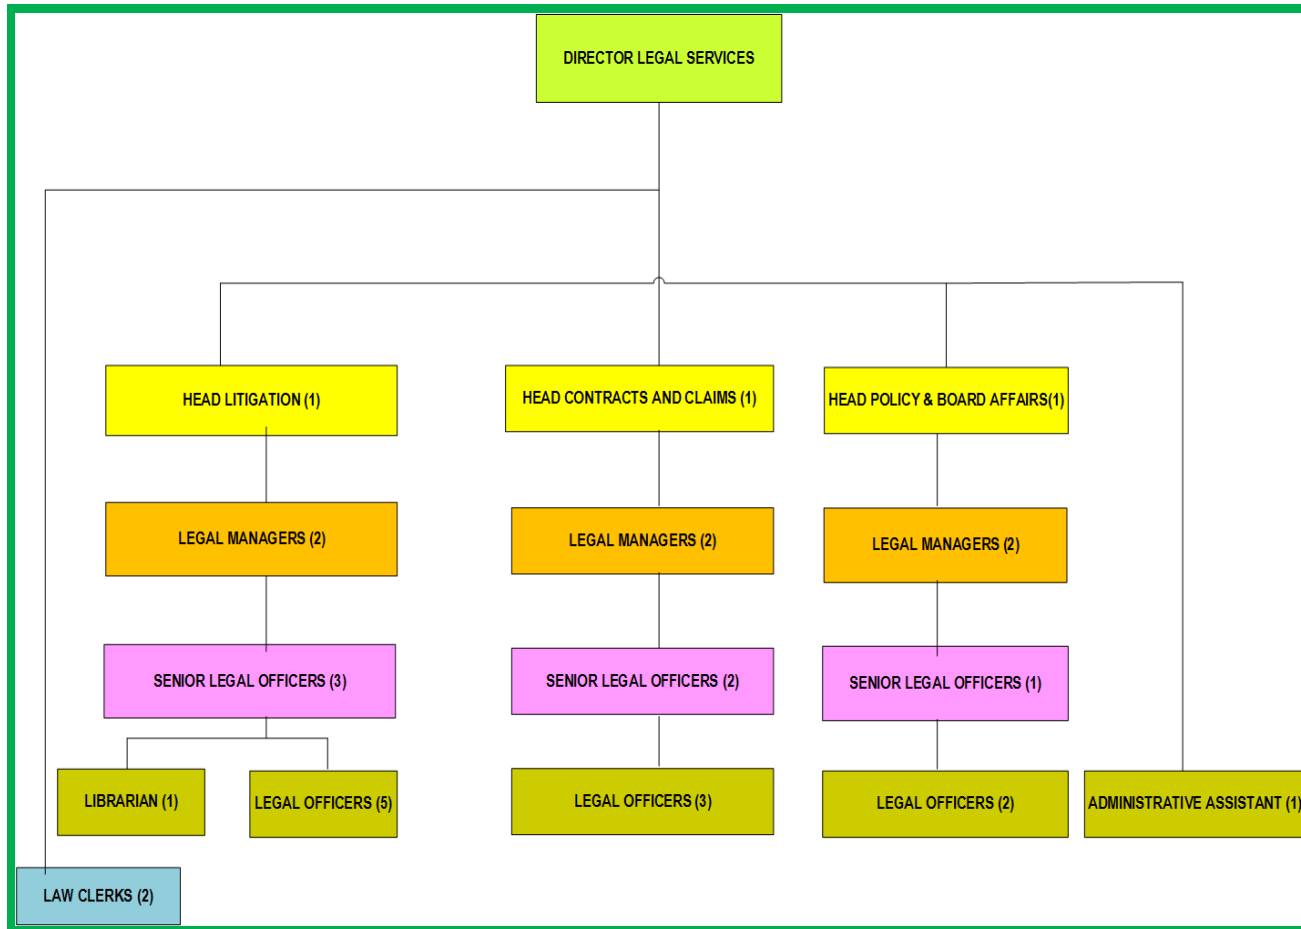 DIRECTOR LEGAL SERVICES
HEAD LITIGATION (1)
HEAD CONTRACTS AND CLAIMS (1)
HEAD POLICY & BOARD AFFAIRS(1)
LEGAL MANAGERS (2)
LEGAL MANAGERS (2)
LEGAL MANAGERS (2)
SENIOR LEGAL OFFICERS (3)
SENIOR LEGAL OFFICERS (2)
SENIOR LEGAL OFFICERS (1)
LIBRARIAN (1)
LEGAL OFFICERS (5)
LEGAL OFFICERS (3)
LEGAL OFFICERS (2)
ADMINISTRATIVE ASSISTANT (1)
LAW CLERKS (2)